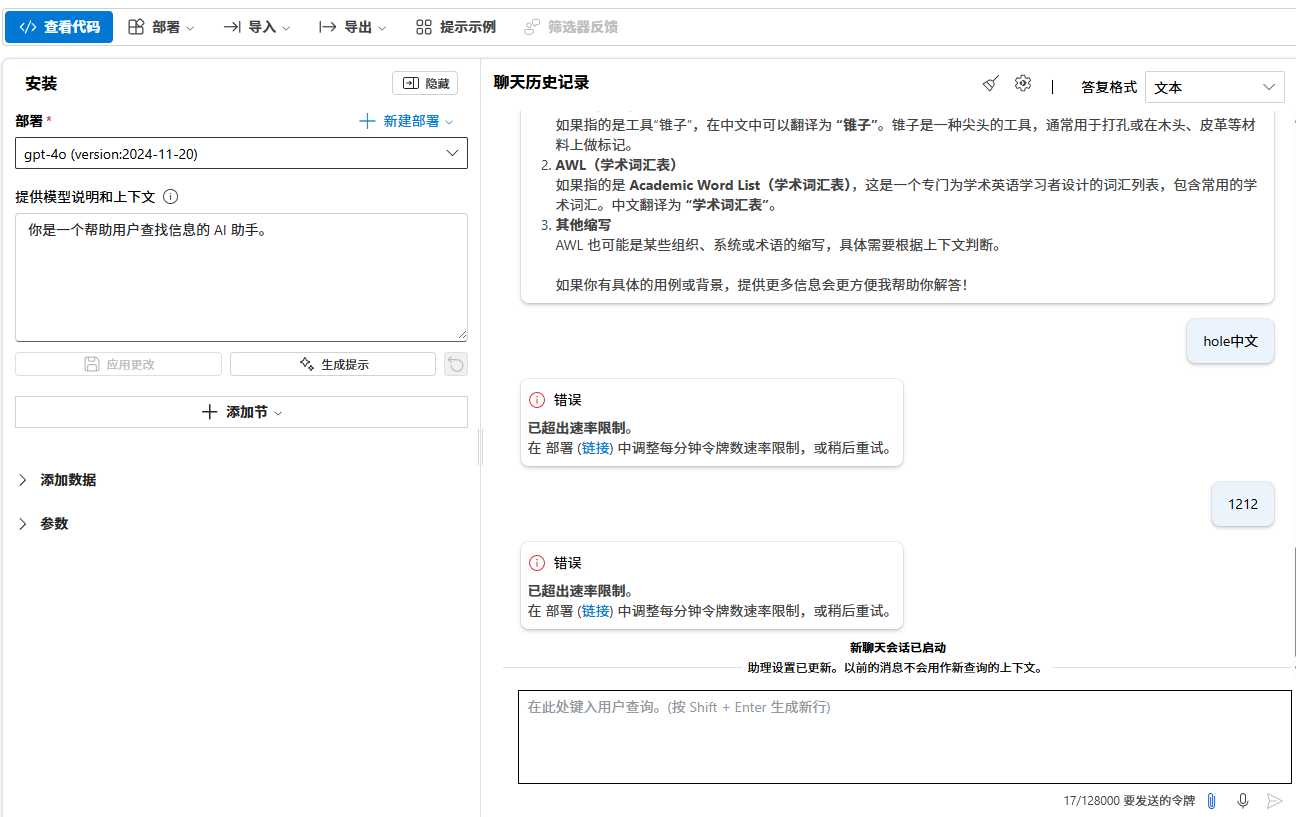 查看代码 部署 导入 导出 提示示例 筛选器反馈
安装 隐藏
部署* 新建部署
gpt-4o (version:2024-11-20)
提供模型说明和上下文
你是一个帮助用户查找信息的 AI 助手。
应用更改 生成提示
添加节
添加数据
参数
聊天历史记录 答复格式 文本
如果指的是工具“锥子”，在中文中可以翻译为 “锥子”。锥子是一种尖头的工具，通常用于打孔或在木头、皮革等材
料上做标记。
2. AWL（学术词汇表）
如果指的是 Academic Word List（学术词汇表），这是一个专门为学术英语学习者设计的词汇列表，包含常用的学
术词汇。中文翻译为 “学术词汇表”。
3. 其他缩写
AWL 也可能是某些组织、系统或术语的缩写，具体需要根据上下文判断。
如果你有具体的用例或背景，提供更多信息会更方便我帮助你解答！
hole中文
错误
已超出速率限制。
在 部署 (链接) 中调整每分钟令牌数速率限制，或稍后重试。
1212
错误
已超出速率限制。
在 部署 (链接) 中调整每分钟令牌数速率限制，或稍后重试。
新聊天会话已启动
助理设置已更新。以前的消息不会用作新查询的上下文。
在此处键入用户查询。(按 Shift + Enter 生成新行)
17/128000 要发送的令牌